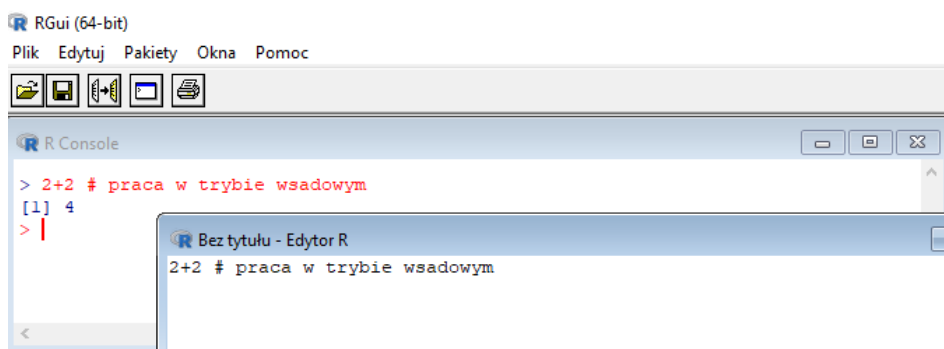 RGui (64-bit)
Plik Edytuj Pakiety Okna Pomoc
R Console
> 2+2 # praca w trybie wsadowym
[1] 4
>
Bez tytułu - Edytor R
2+2 # praca w trybie wsadowym